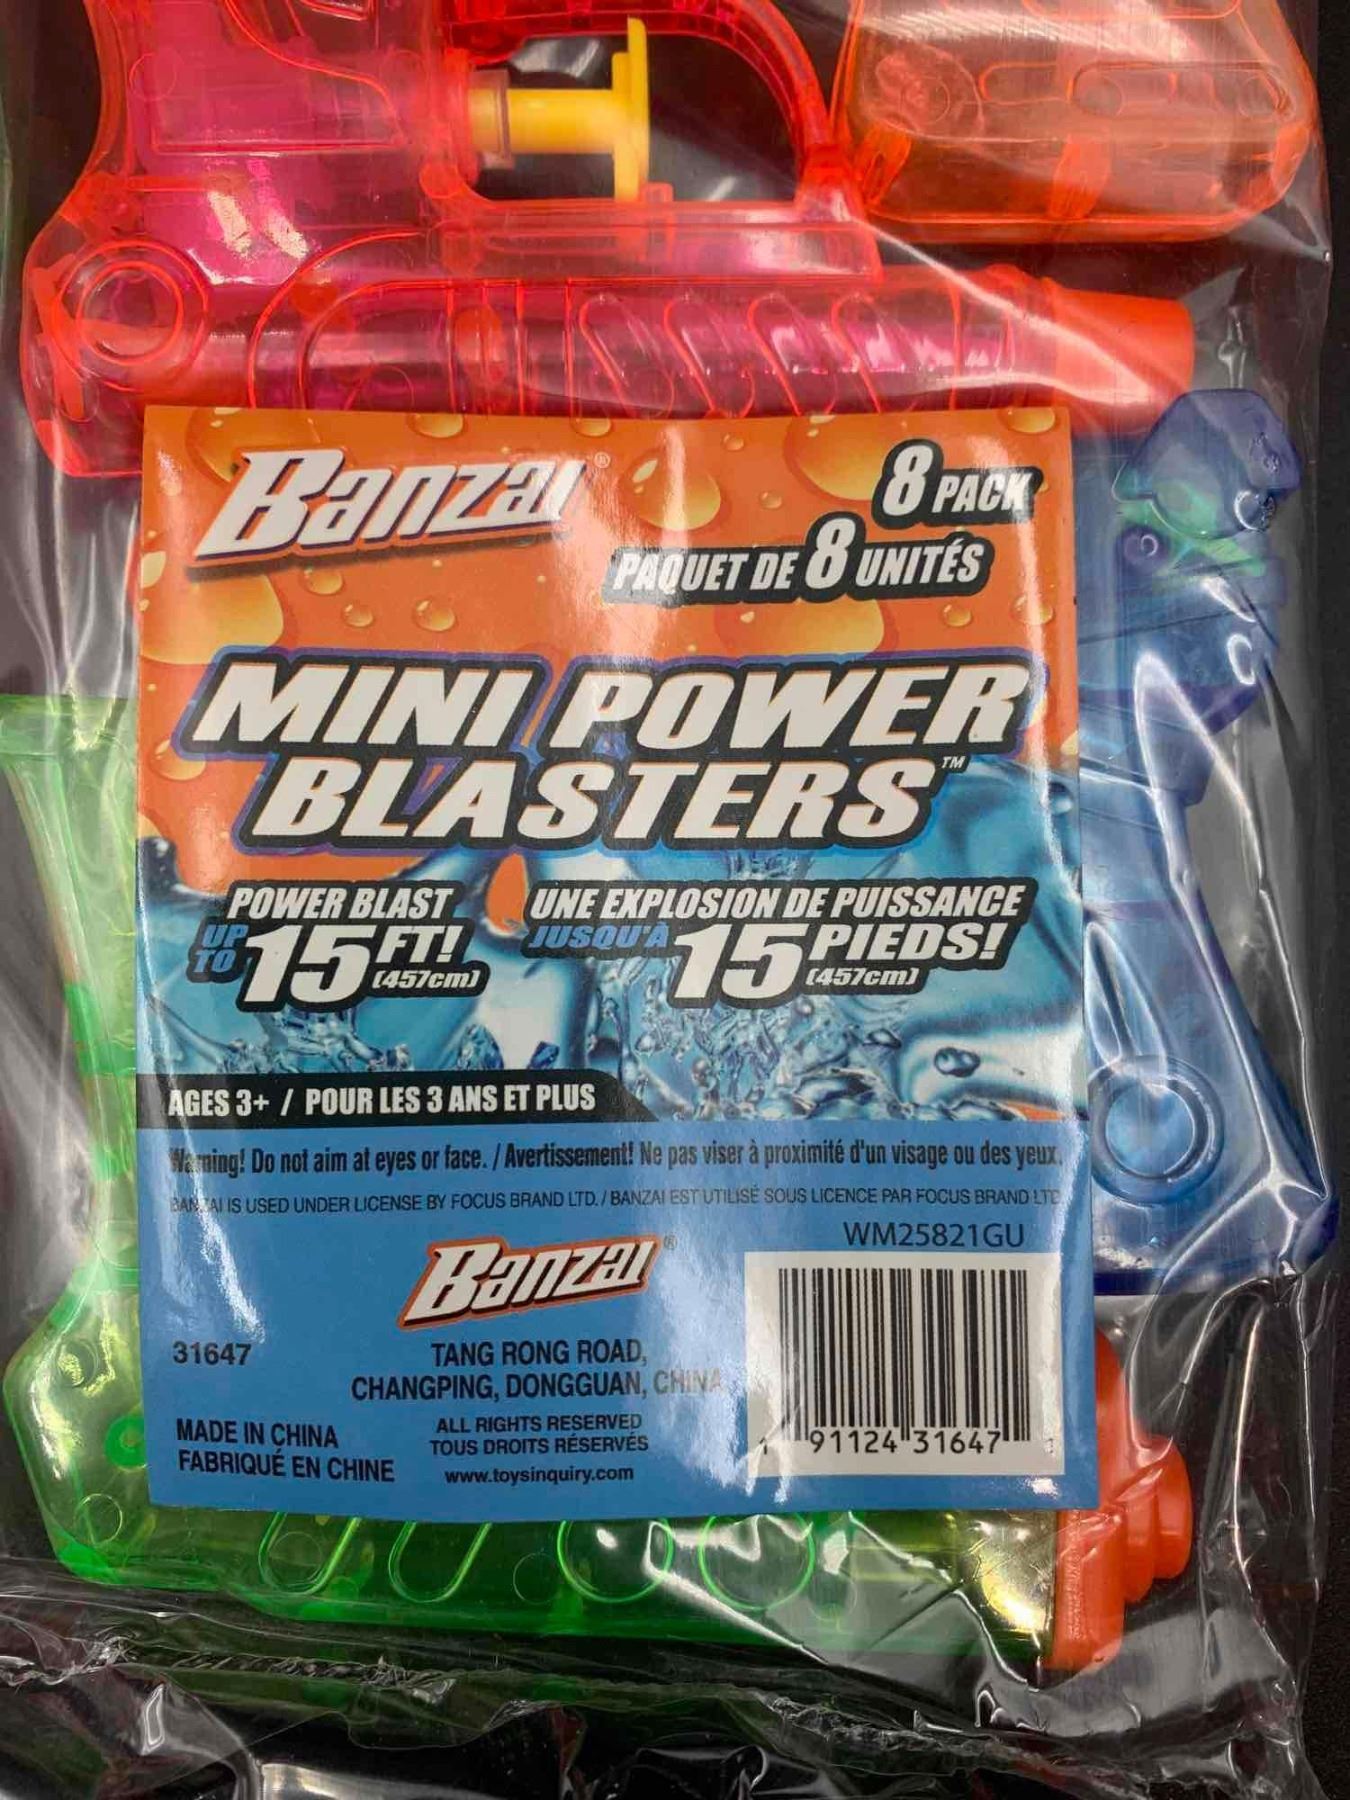 Banzai®
8 PACK
PAQUET DE 8 UNITÉS
MINI POWER
BLASTERS™
POWER BLAST
UP TO 15 FT!
(457cm)
UNE EXPLOSION DE PUISSANCE
JUSQU'À 15 PIEDS!
(457cm)
AGES 3+ / POUR LES 3 ANS ET PLUS
Warning! Do not aim at eyes or face. / Avertissement! Ne pas viser à proximité d'un visage ou des yeux.
BANZAI IS USED UNDER LICENSE BY FOCUS BRAND LTD. / BANZAI EST UTILISÉ SOUS LICENCE PAR FOCUS BRAND LTD
WM25821GU
Banzai®
31647
TANG RONG ROAD,
CHANGPING, DONGGUAN, CHINA
MADE IN CHINA
FABRIQUÉ EN CHINE
ALL RIGHTS RESERVED
TOUS DROITS RÉSERVÉS
www.toysinquiry.com
1 91124 31647